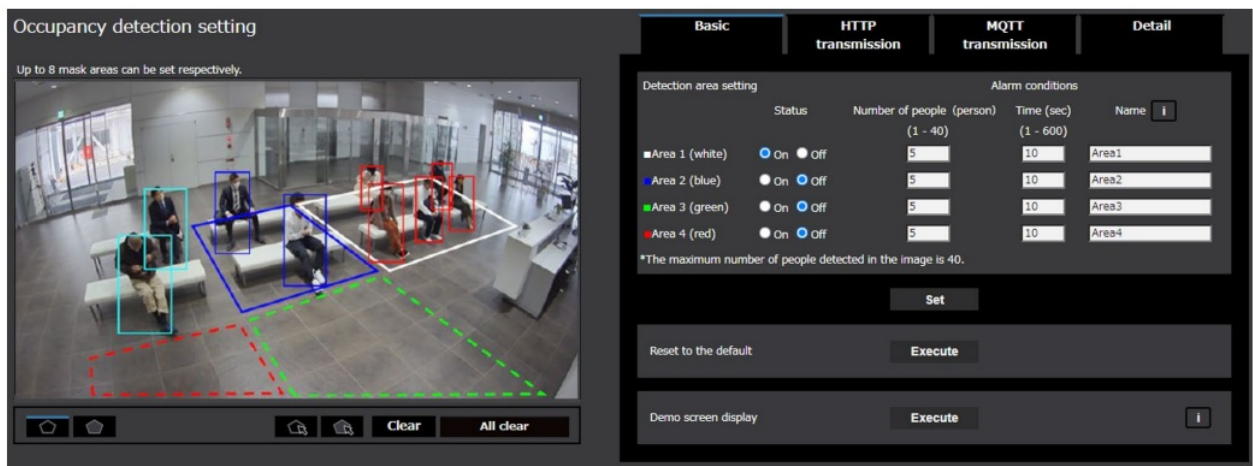 Occupancy detection setting
Up to 8 mask areas can be set respectively.
Clear
All clear
Basic
HTTP
transmission
MQTT
transmission
Detail
Detection area setting
Alarm conditions
Status
Number of people (person)
Time (sec)
Name i
(1 - 40)
(1 - 600)
Area 1 (white) On Off 5 10 Area1
Area 2 (blue) On Off 5 10 Area2
Area 3 (green) On Off 5 10 Area3
Area 4 (red) On Off 5 10 Area4
*The maximum number of people detected in the image is 40.
Set
Reset to the default Execute
Demo screen display Execute i